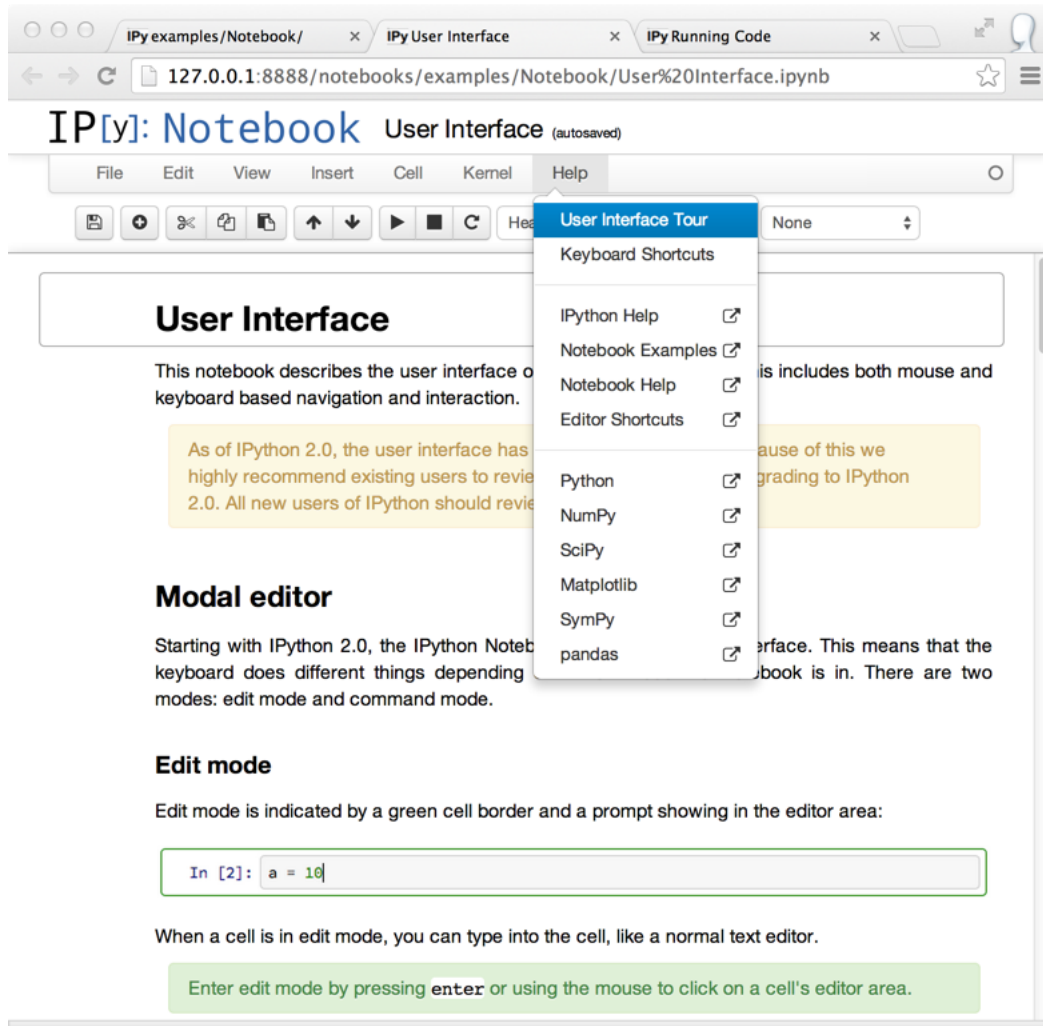 IPy examples/Notebook/ IPy User Interface IPy Running Code
127.0.0.1:8888/notebooks/examples/Notebook/User%20Interface.ipynb
IP[y]: Notebook User Interface (autosaved)
File Edit View Insert Cell Kernel Help
None
User Interface Tour
Keyboard Shortcuts
IPython Help
Notebook Examples
Notebook Help
Editor Shortcuts
Python
NumPy
SciPy
Matplotlib
SymPy
pandas
User Interface
This notebook describes the user interface o is includes both mouse and
keyboard based navigation and interaction.
As of IPython 2.0, the user interface has ause of this we
highly recommend existing users to revie grading to IPython
2.0. All new users of IPython should revie
Modal editor
Starting with IPython 2.0, the IPython Noteb erface. This means that the
keyboard does different things depending book is in. There are two
modes: edit mode and command mode.
Edit mode
Edit mode is indicated by a green cell border and a prompt showing in the editor area:
In [2]: a = 10
When a cell is in edit mode, you can type into the cell, like a normal text editor.
Enter edit mode by pressing enter or using the mouse to click on a cell's editor area.